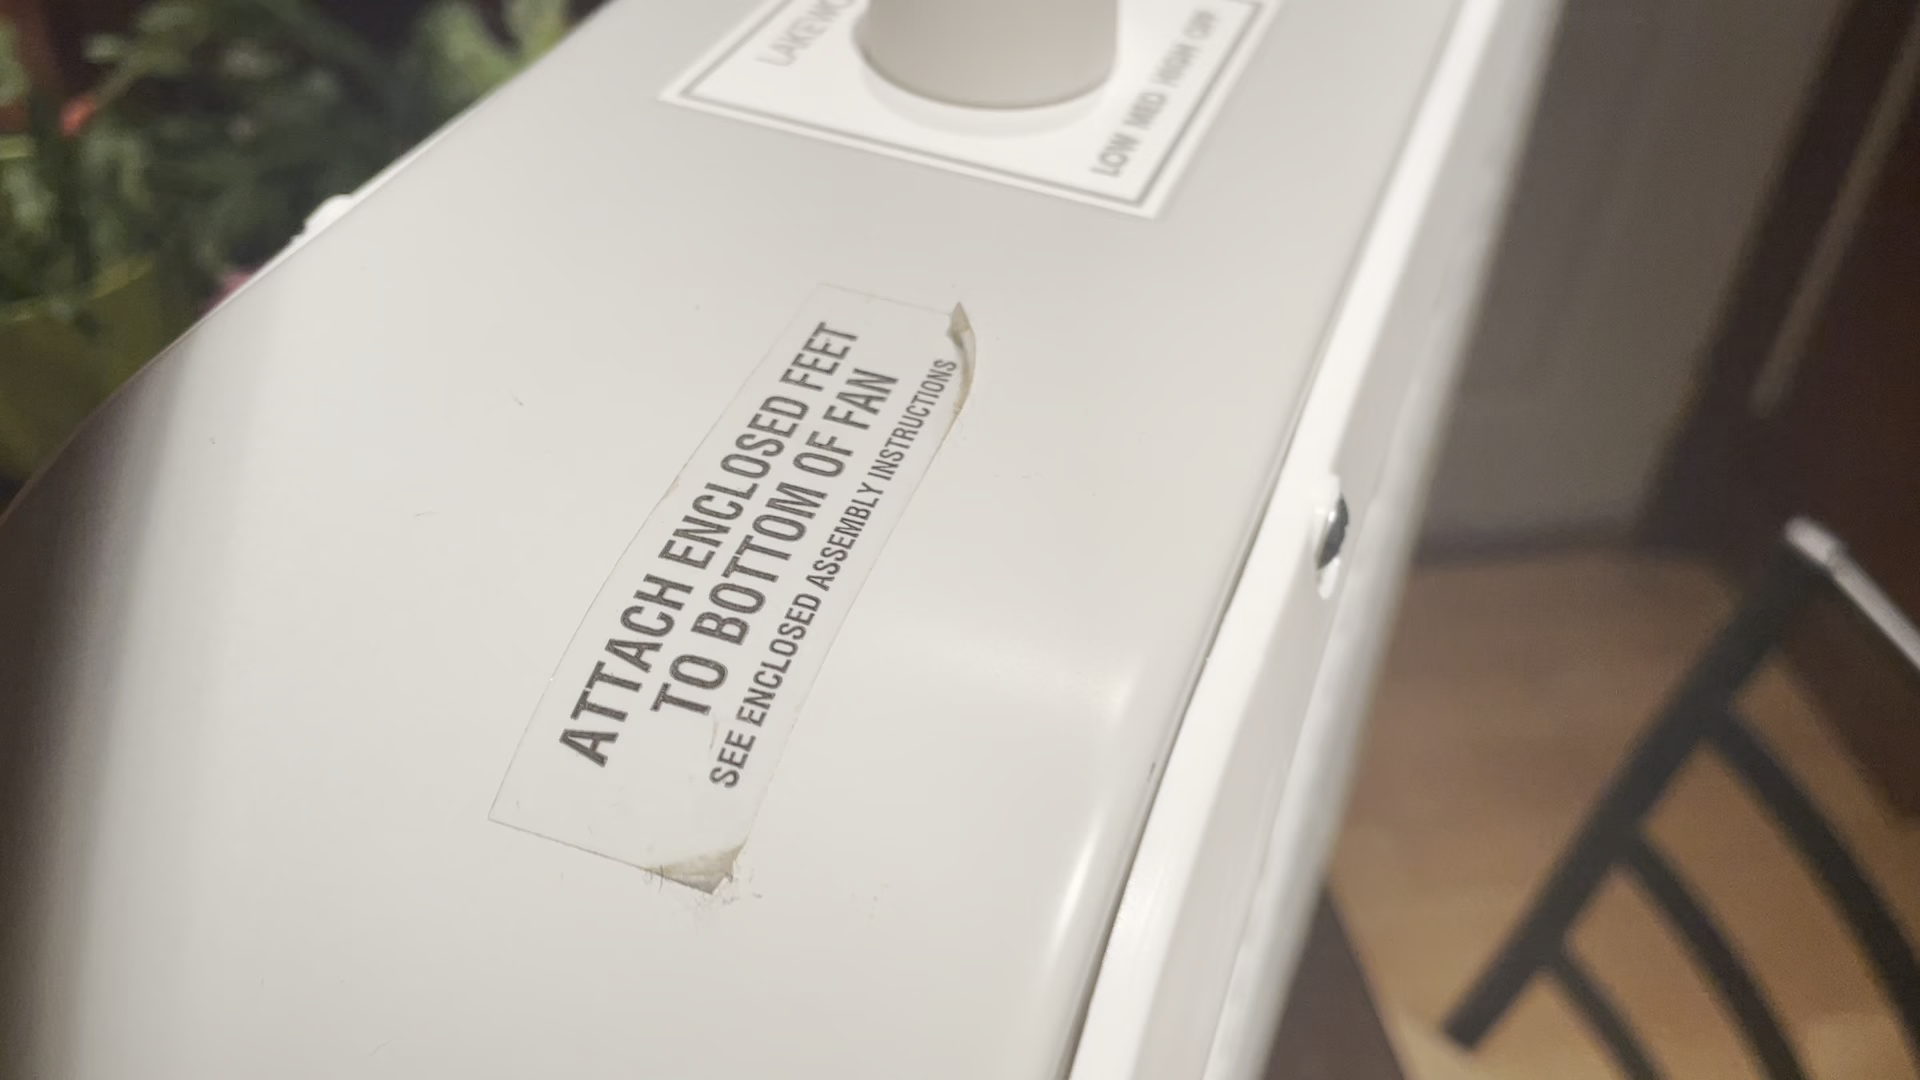 LOW MED HIGH OFF
ATTACH ENCLOSED FEET
TO BOTTOM OF FAN
SEE ENCLOSED ASSEMBLY INSTRUCTIONS